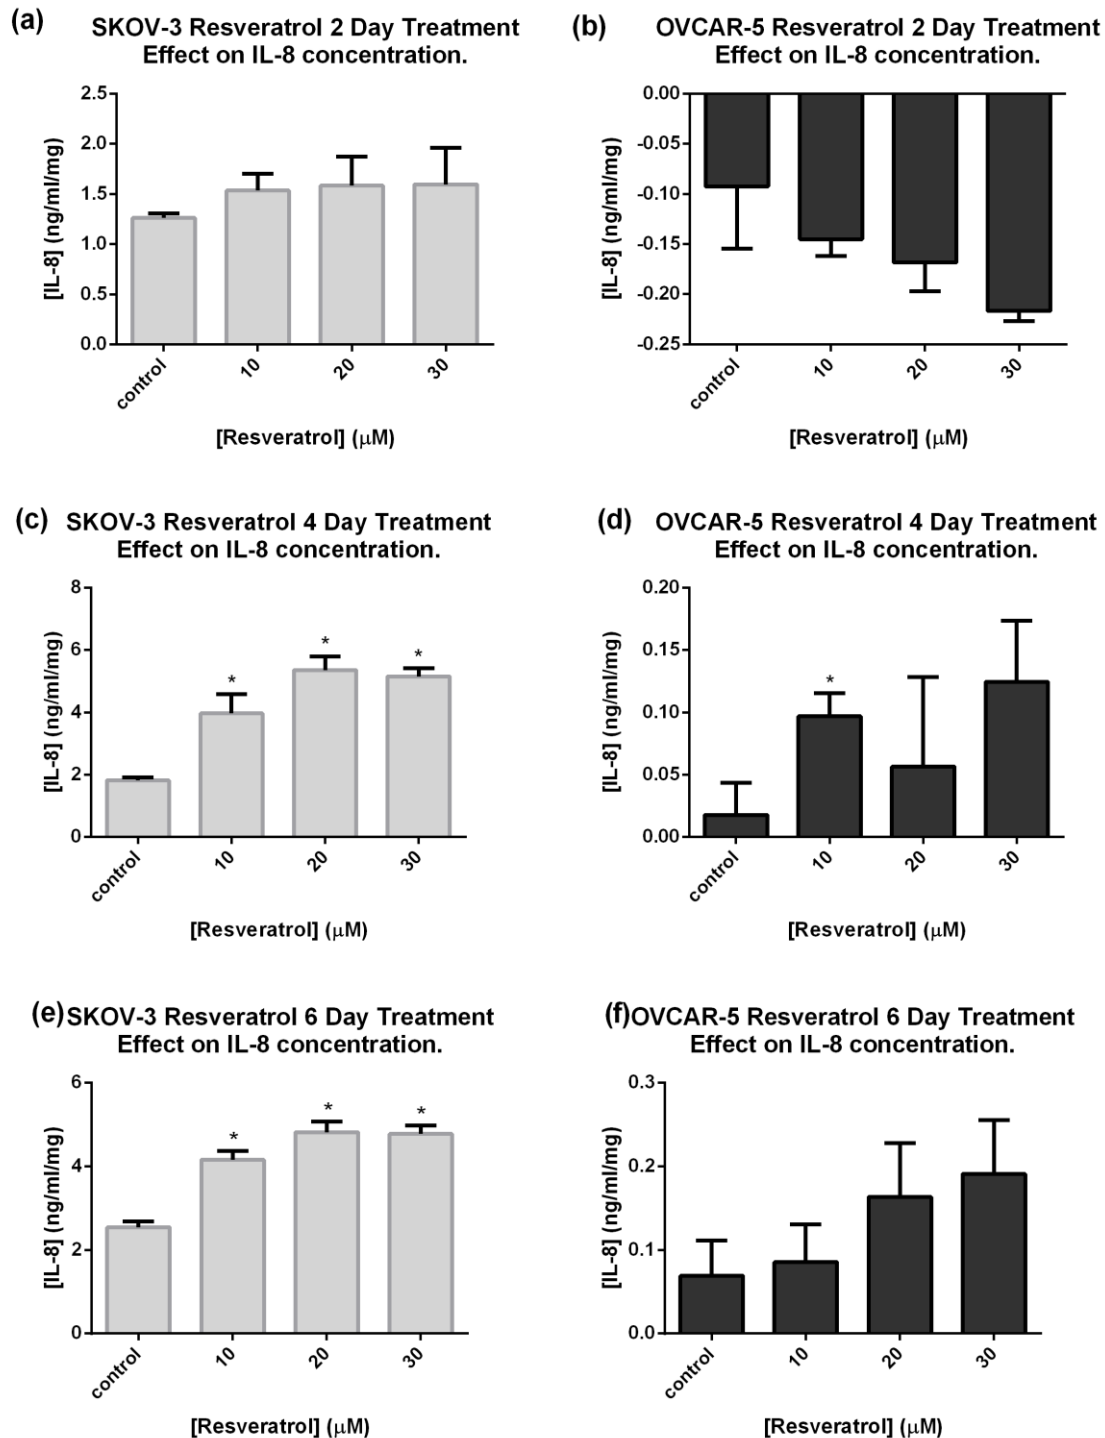 (a)
SKOV-3 Resveratrol 2 Day Treatment
Effect on IL-8 concentration.
[IL-8] (ng/ml/mg)
2.5
2.0
1.5
1.0
0.5
0.0
control
10
20
30
[Resveratrol] (μM)
(b)
OVCAR-5 Resveratrol 2 Day Treatment
Effect on IL-8 concentration.
[IL-8] (ng/ml/mg)
0.00
-0.05
-0.10
-0.15
-0.20
-0.25
control
10
20
30
[Resveratrol] (μM)
(c)
SKOV-3 Resveratrol 4 Day Treatment
Effect on IL-8 concentration.
[IL-8] (ng/ml/mg)
8
6
4
2
0
*
*
*
control
10
20
30
[Resveratrol] (μM)
(d)
OVCAR-5 Resveratrol 4 Day Treatment
Effect on IL-8 concentration.
[IL-8] (ng/ml/mg)
0.20
0.15
0.10
0.05
0.00
*
control
10
20
30
[Resveratrol] (μM)
(e)
SKOV-3 Resveratrol 6 Day Treatment
Effect on IL-8 concentration.
[IL-8] (ng/ml/mg)
6
4
2
0
*
*
*
control
10
20
30
[Resveratrol] (μM)
(f)
OVCAR-5 Resveratrol 6 Day Treatment
Effect on IL-8 concentration.
[IL-8] (ng/ml/mg)
0.3
0.2
0.1
0.0
control
10
20
30
[Resveratrol] (μM)